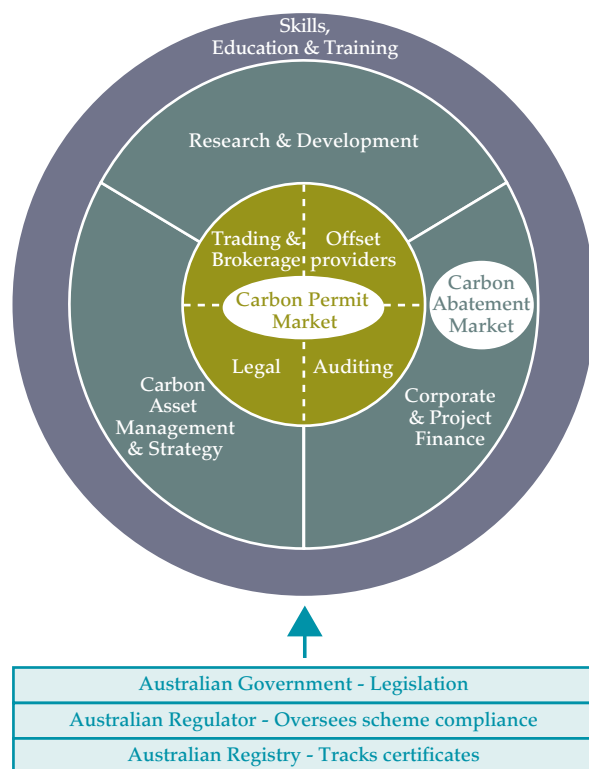 Skills,
Education & Training
Research & Development
Trading &
Brokerage
Offset
providers
Carbon Permit
Market
Carbon
Abatement
Market
Legal
Auditing
Carbon
Asset
Management
& Strategy
Corporate
& Project
Finance
Australian Government - Legislation
Australian Regulator - Oversees scheme compliance
Australian Registry - Tracks certificates